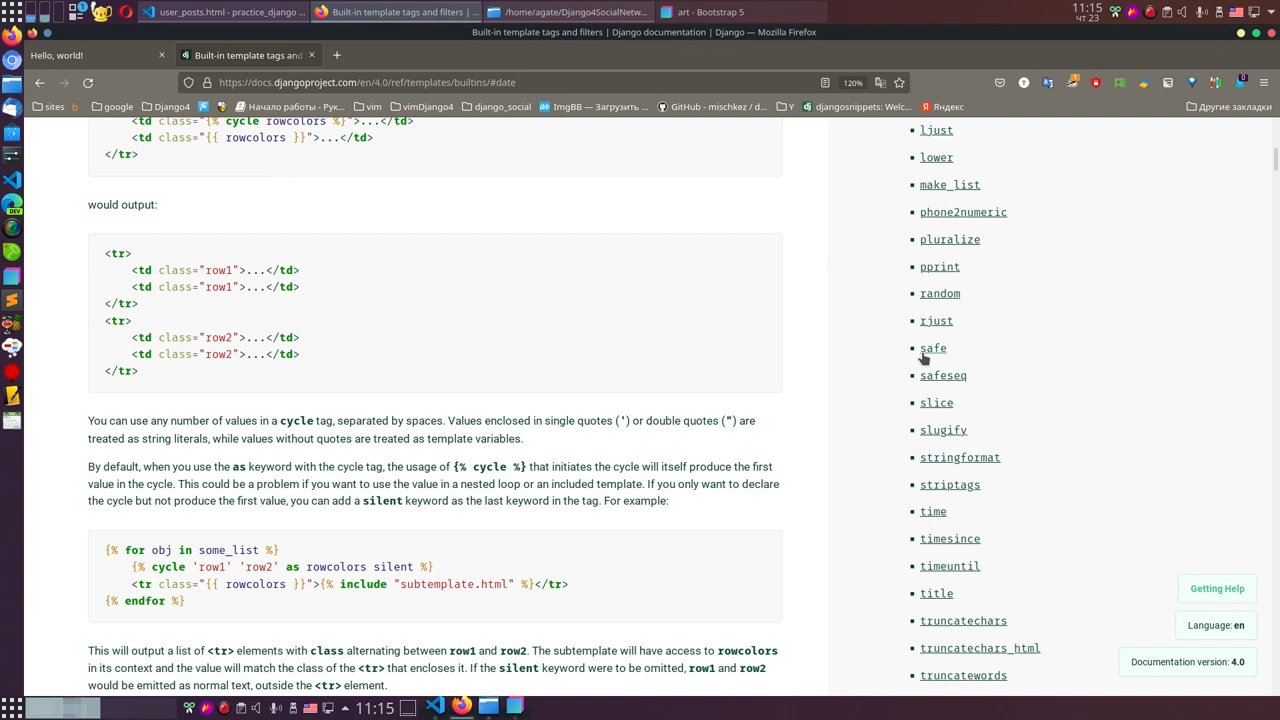 user_posts.html - practice_django ...
Built-in template tags and filters | ...
/home/agate/Django4SocialNetw...
art - Bootstrap 5
11:15
чт 23
Built-in template tags and filters | Django documentation | Django — Mozilla Firefox
Hello, world!
dj Built-in template tags and
https://docs.djangoproject.com/en/4.0/ref/templates/builtins/#date
120%
sites
b
google
Django4
Начало работы - Рук...
vim
vimDjango4
django_social
ImgBB — Загрузить ...
GitHub - mischkez / d...
Y
dj djangosnippets: Welc...
Яндекс
Другие закладки
<td class="{% cycle rowcolors %}">...</td>
<td class="{{ rowcolors }}">...</td>
</tr>
would output:
<tr>
<td class="row1">...</td>
<td class="row1">...</td>
</tr>
<tr>
<td class="row2">...</td>
<td class="row2">...</td>
</tr>
You can use any number of values in a cycle tag, separated by spaces. Values enclosed in single quotes (') or double quotes (") are
treated as string literals, while values without quotes are treated as template variables.
By default, when you use the as keyword with the cycle tag, the usage of {% cycle %} that initiates the cycle will itself produce the first
value in the cycle. This could be a problem if you want to use the value in a nested loop or an included template. If you only want to declare
the cycle but not produce the first value, you can add a silent keyword as the last keyword in the tag. For example:
{% for obj in some_list %}
{% cycle 'row1' 'row2' as rowcolors silent %}
<tr class="{{ rowcolors }}">{% include "subtemplate.html" %}</tr>
{% endfor %}
This will output a list of <tr> elements with class alternating between row1 and row2. The subtemplate will have access to rowcolors
in its context and the value will match the class of the <tr> that encloses it. If the silent keyword were to be omitted, row1 and row2
would be emitted as normal text, outside the <tr> element.
ljust
lower
make_list
phone2numeric
pluralize
pprint
random
rjust
safe
safeseq
slice
slugify
stringformat
striptags
time
timesince
timeuntil
title
truncatechars
truncatechars_html
truncatewords
Getting Help
Language: en
Documentation version: 4.0
DEV
11:15